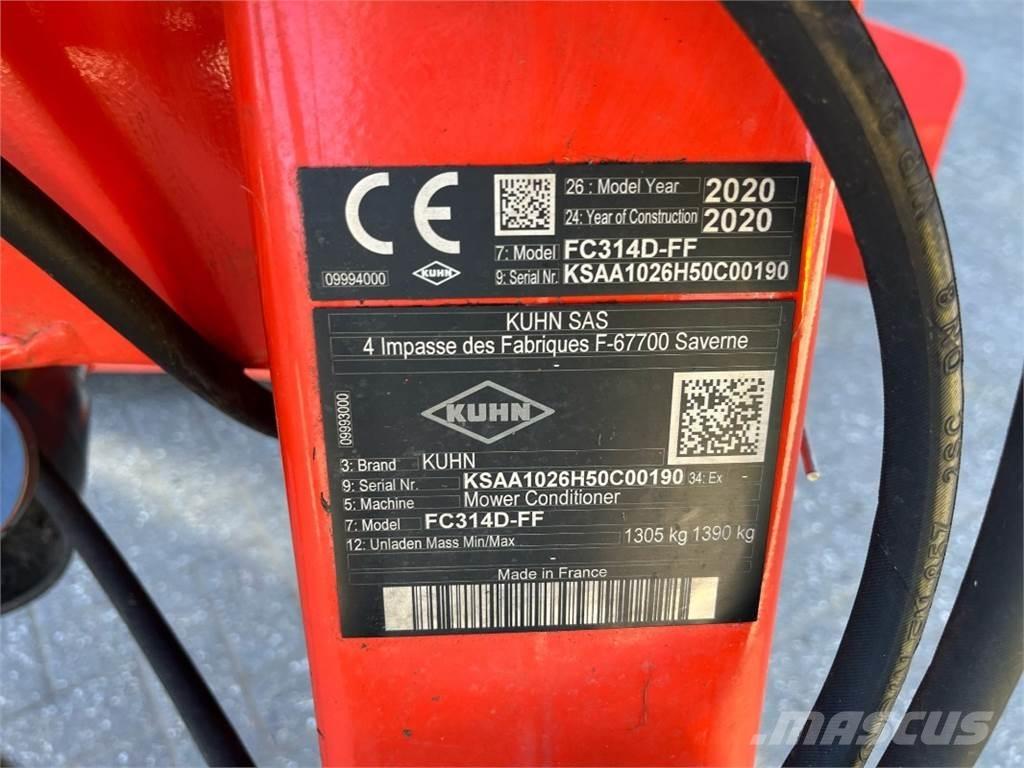 CE
26 : Model Year 2020
24: Year of Construction 2020
7: Model FC314D-FF
9: Serial Nr. KSAA1026H50C00190
09994000
KUHN
KUHN SAS
4 Impasse des Fabriques F-67700 Saverne
09993000
KUHN
3: Brand KUHN
9: Serial Nr. KSAA1026H50C00190 34: Ex -
5: Machine Mower Conditioner
7: Model FC314D-FF
12: Unladen Mass Min/Max 1305 kg 1390 kg
Made in France
2SC
857
MASCUS